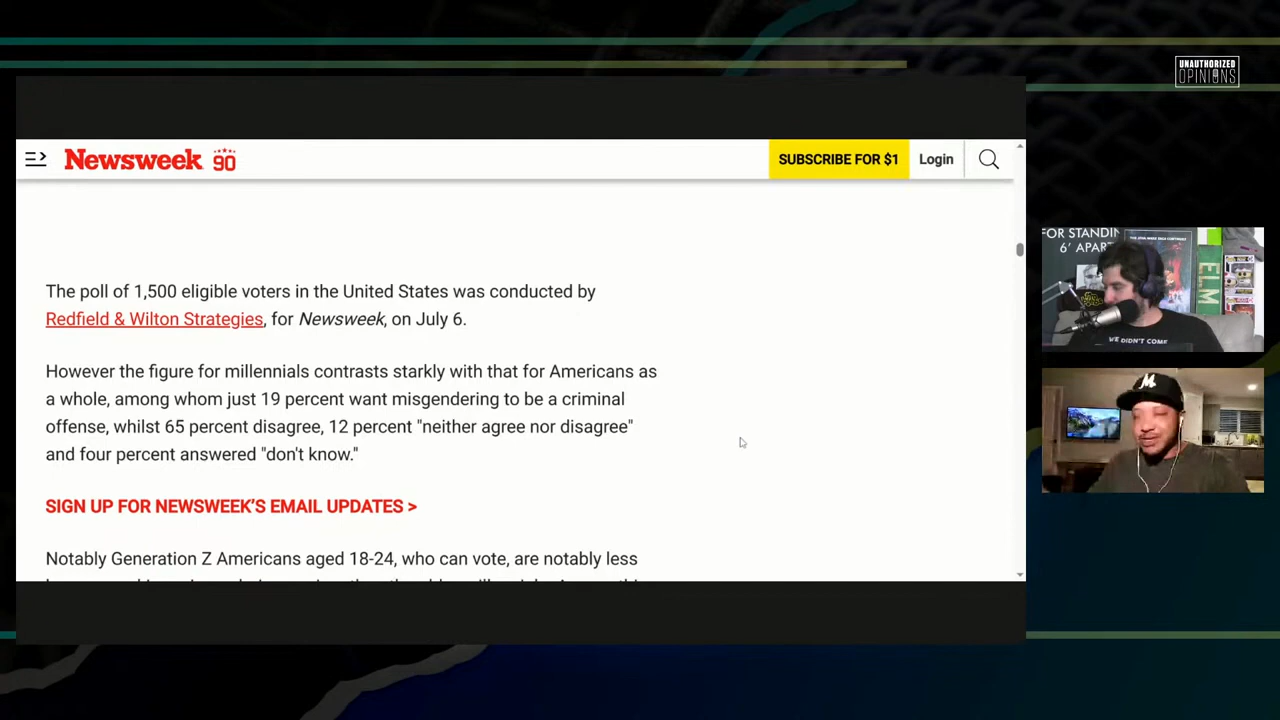 UNAUTHORIZED
OPINIONS
Newsweek 90
SUBSCRIBE FOR $1
Login
The poll of 1,500 eligible voters in the United States was conducted by
Redfield & Wilton Strategies, for Newsweek, on July 6.
However the figure for millennials contrasts starkly with that for Americans as
a whole, among whom just 19 percent want misgendering to be a criminal
offense, whilst 65 percent disagree, 12 percent "neither agree nor disagree"
and four percent answered "don't know."
SIGN UP FOR NEWSWEEK'S EMAIL UPDATES >
Notably Generation Z Americans aged 18-24, who can vote, are notably less
FOR STANDIN
6' APAR
ELM
WE DIDN'T COME
M